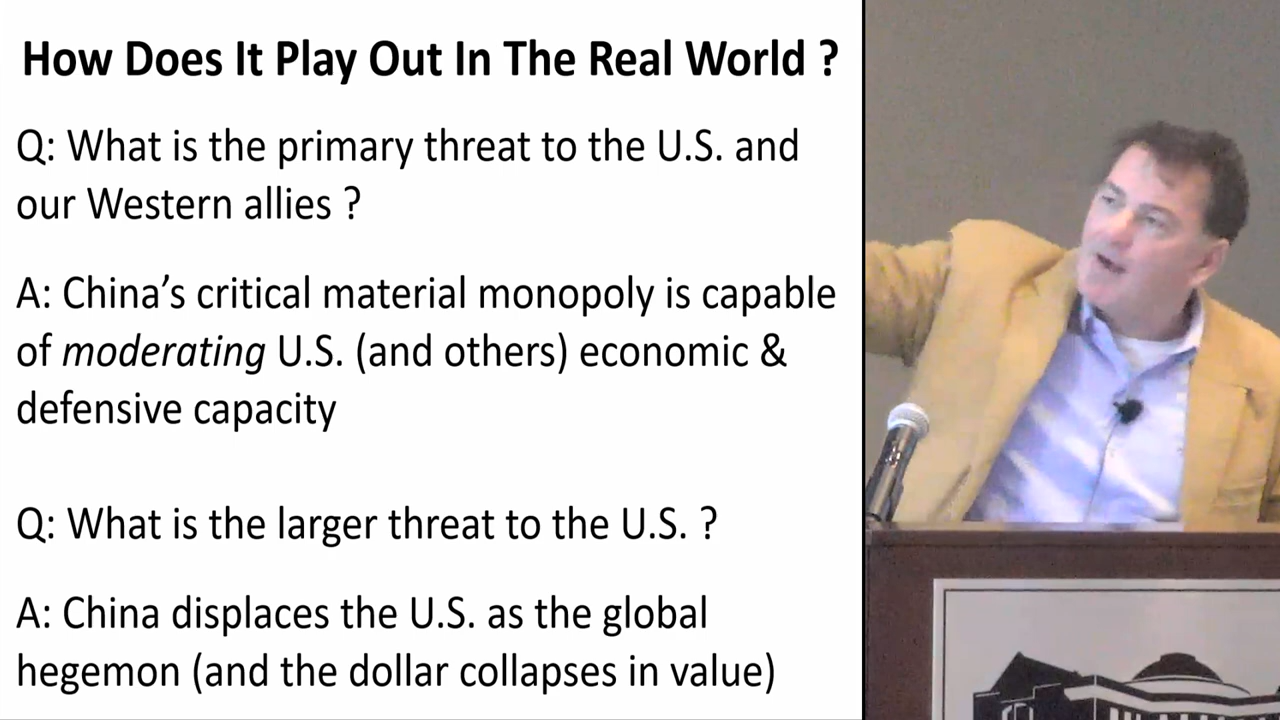 How Does It Play Out In The Real World ?
Q: What is the primary threat to the U.S. and
our Western allies ?
A: China’s critical material monopoly is capable
of moderating U.S. (and others) economic &
defensive capacity
Q: What is the larger threat to the U.S. ?
A: China displaces the U.S. as the global
hegemon (and the dollar collapses in value)